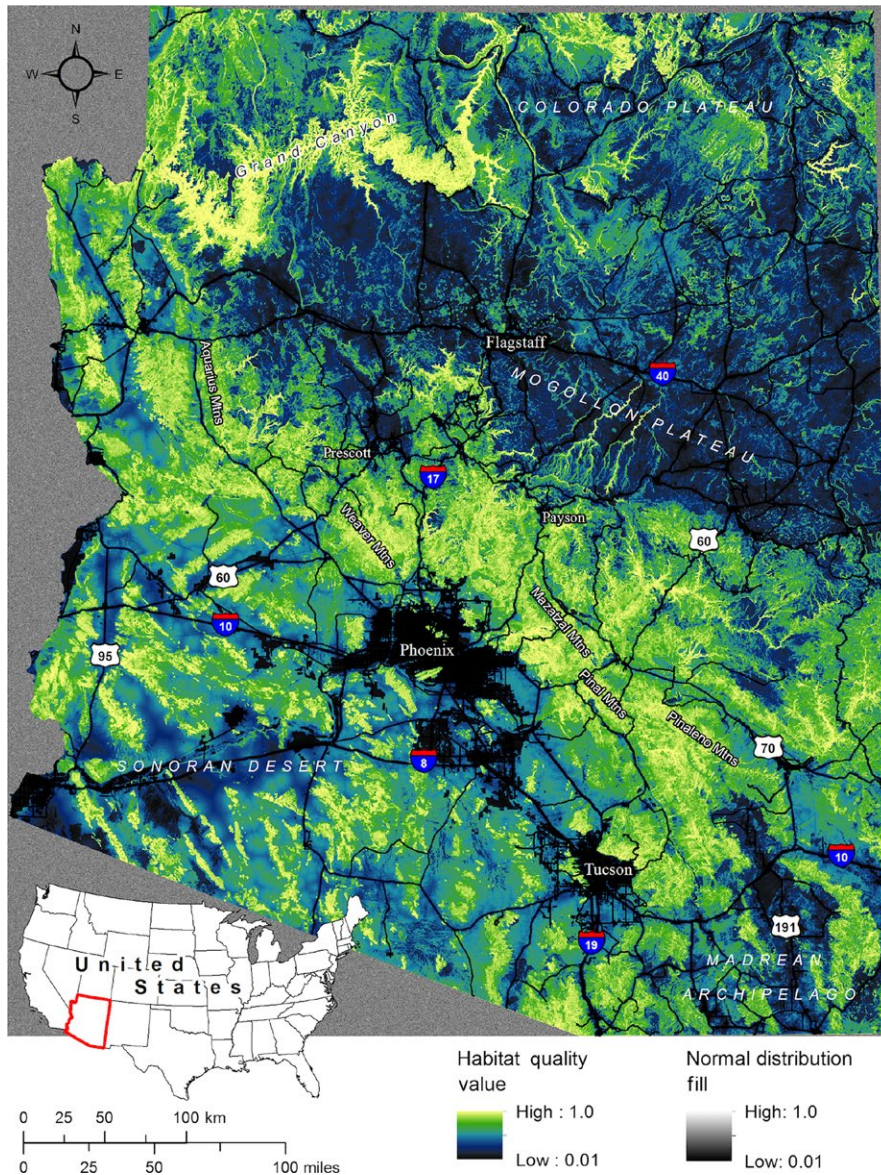 N
W E
S
COLORADO PLATEAU
Grand Canyon
Flagstaff
40
Aquarius Mtns
MOGOLLON PLATEAU
Prescott
17
Weaver Mtns
Payson
60
60
10
Mazatzal Mtns
Phoenix
95
Pinal Mtns
Pinaleno Mtns
70
SONORAN DESERT
8
10
Tucson
191
19
MADREAN
ARCHIPELAGO
United
States
Habitat quality
value
High : 1.0
Low : 0.01
Normal distribution
fill
High: 1.0
Low: 0.01
0 25 50 100 km
0 25 50 100 miles